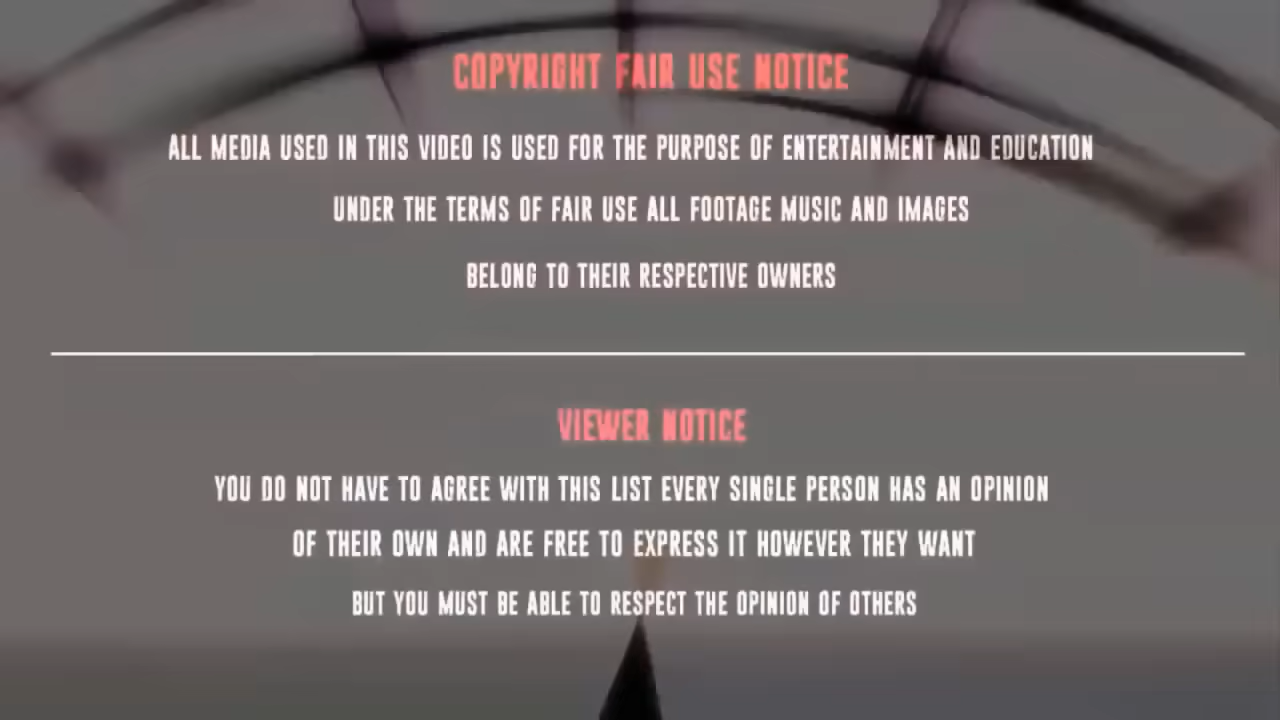 COPYRIGHT FAIR USE NOTICE
ALL MEDIA USED IN THIS VIDEO IS USED FOR THE PURPOSE OF ENTERTAINMENT AND EDUCATION
UNDER THE TERMS OF FAIR USE ALL FOOTAGE MUSIC AND IMAGES
BELONG TO THEIR RESPECTIVE OWNERS
VIEWER NOTICE
YOU DO NOT HAVE TO AGREE WITH THIS LIST EVERY SINGLE PERSON HAS AN OPINION
OF THEIR OWN AND ARE FREE TO EXPRESS IT HOWEVER THEY WANT
BUT YOU MUST BE ABLE TO RESPECT THE OPINION OF OTHERS